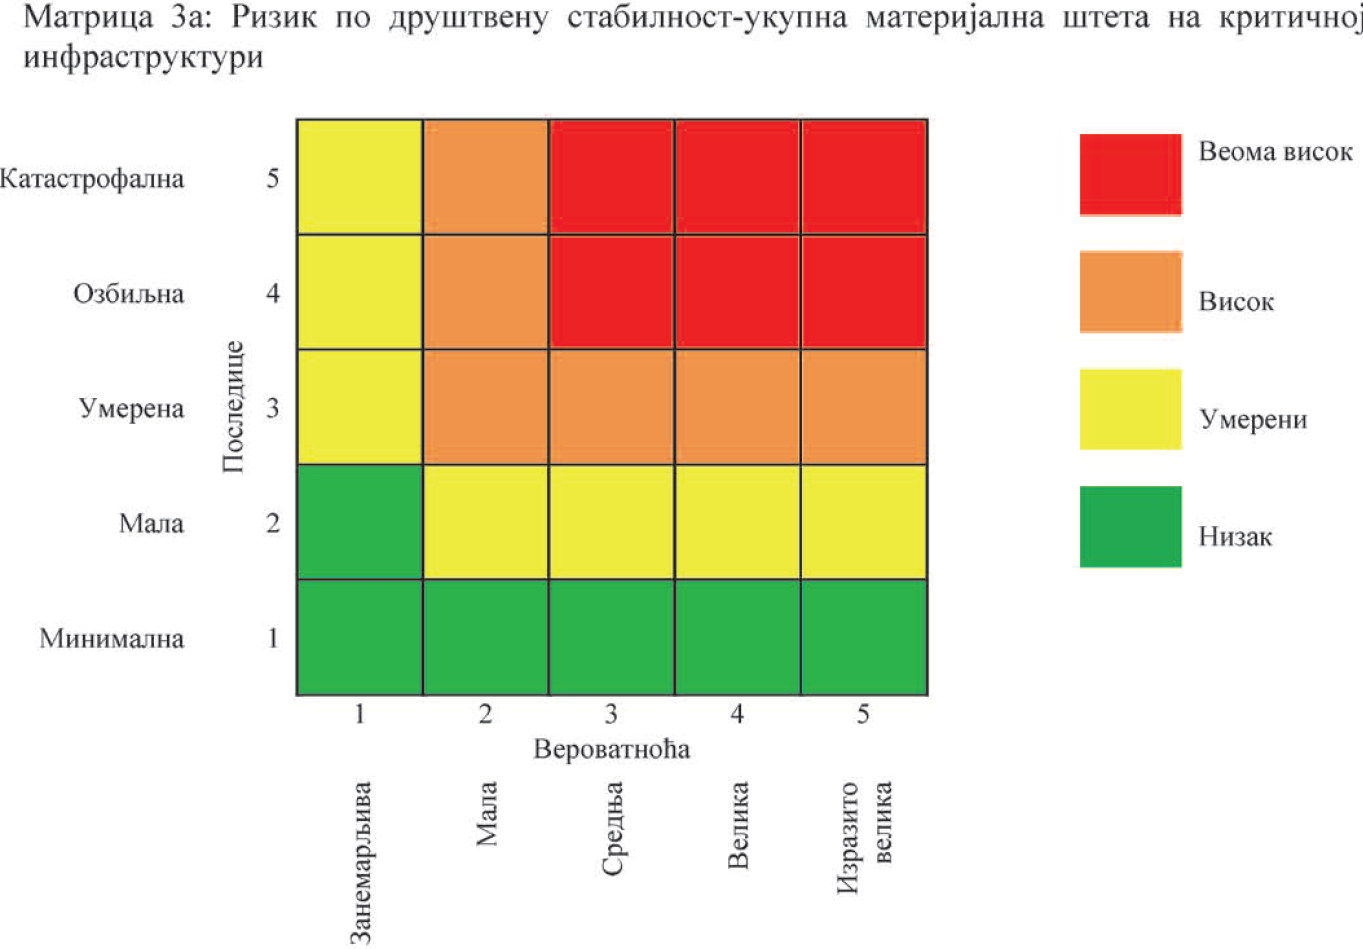 Матрица 3а: Ризик по друштвену стабилност-укупна материјална штета на критичној
инфраструктури
Катастрофална 5
Веома висок
Озбиљна 4
Висок
Последице
Умерена 3
Умерени
Мала 2
Низак
Минимална 1
1 2 3 4 5
Вероватноћа
Занемарљива
Мала
Средња
Велика
Изразито
велика